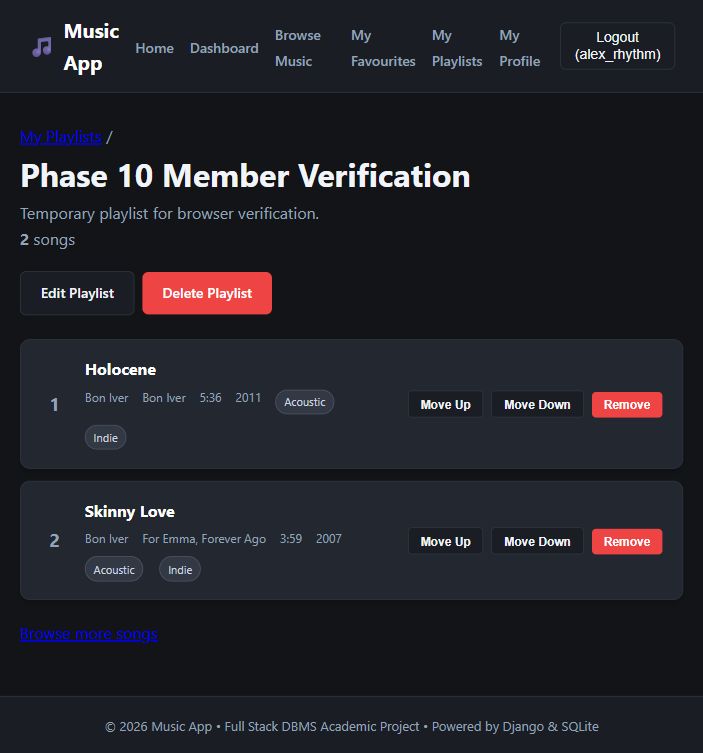 Music App
Home
Dashboard
Browse Music
My Favourites
My Playlists
My Profile
Logout (alex_rhythm)
My Playlists /
Phase 10 Member Verification
Temporary playlist for browser verification.
2 songs
Edit Playlist
Delete Playlist
1
Holocene
Bon Iver Bon Iver 5:36 2011 Acoustic
Indie
Move Up
Move Down
Remove
2
Skinny Love
Bon Iver For Emma, Forever Ago 3:59 2007
Acoustic Indie
Move Up
Move Down
Remove
Browse more songs
© 2026 Music App • Full Stack DBMS Academic Project • Powered by Django & SQLite